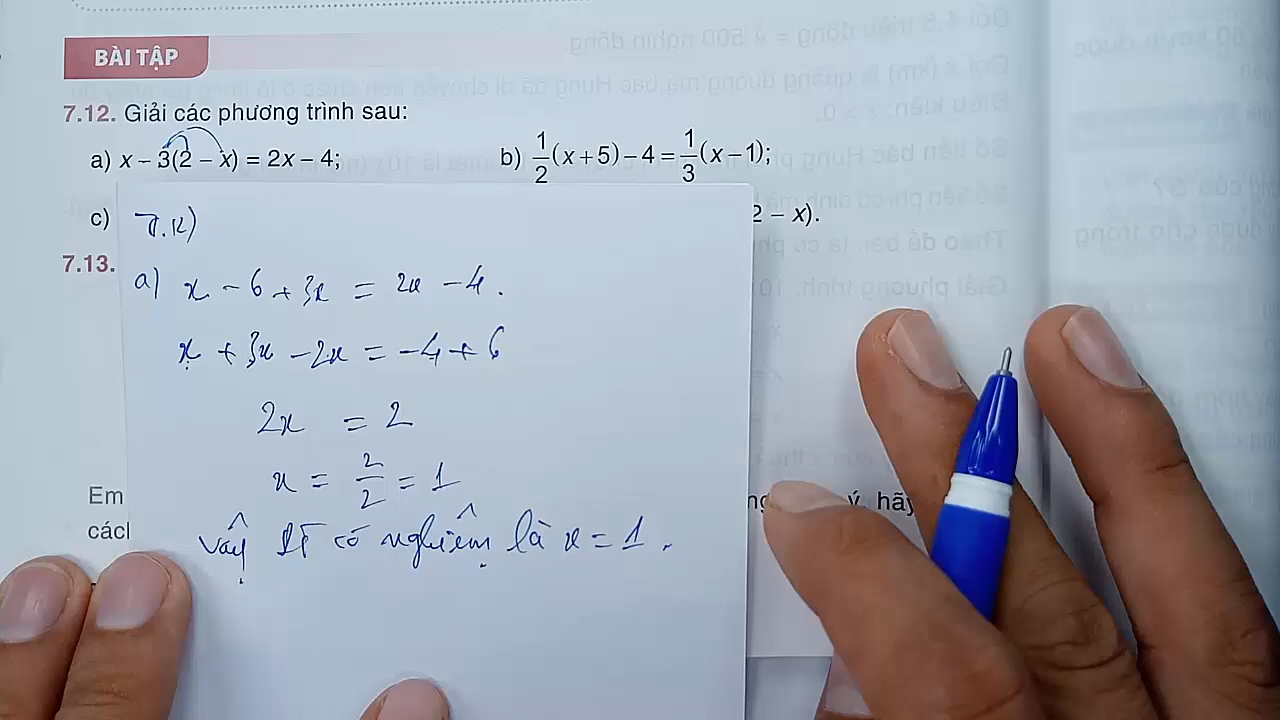 BÀI TẬP
7.12. Giải các phương trình sau:
a) x – 3(2 – x) = 2x – 4;
b) 1/2 (x + 5) – 4 = 1/3 (x – 1);
c)
2 – x).
7.12)
7.13.
a) x - 6 + 3x = 2x - 4.
x + 3x - 2x = -4 + 6
2x = 2
x = 2/2 = 1
Em
ý, hãy
cách
Vậy PT có nghiệm là x = 1.